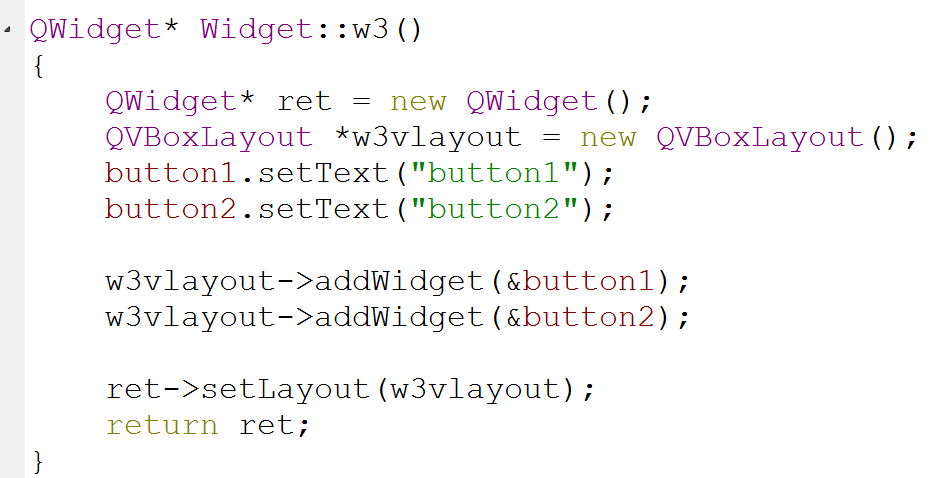 QWidget* Widget::w3()
{
    QWidget* ret = new QWidget();
    QVBoxLayout *w3vlayout = new QVBoxLayout();
    button1.setText("button1");
    button2.setText("button2");

    w3vlayout->addWidget(&button1);
    w3vlayout->addWidget(&button2);

    ret->setLayout(w3vlayout);
    return ret;
}